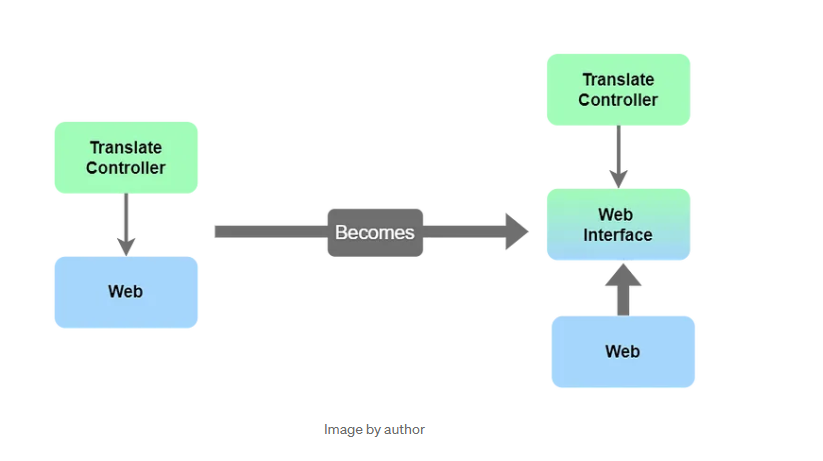 Translate
Controller
Web
Becomes
Translate
Controller
Web
Interface
Web
Image by author